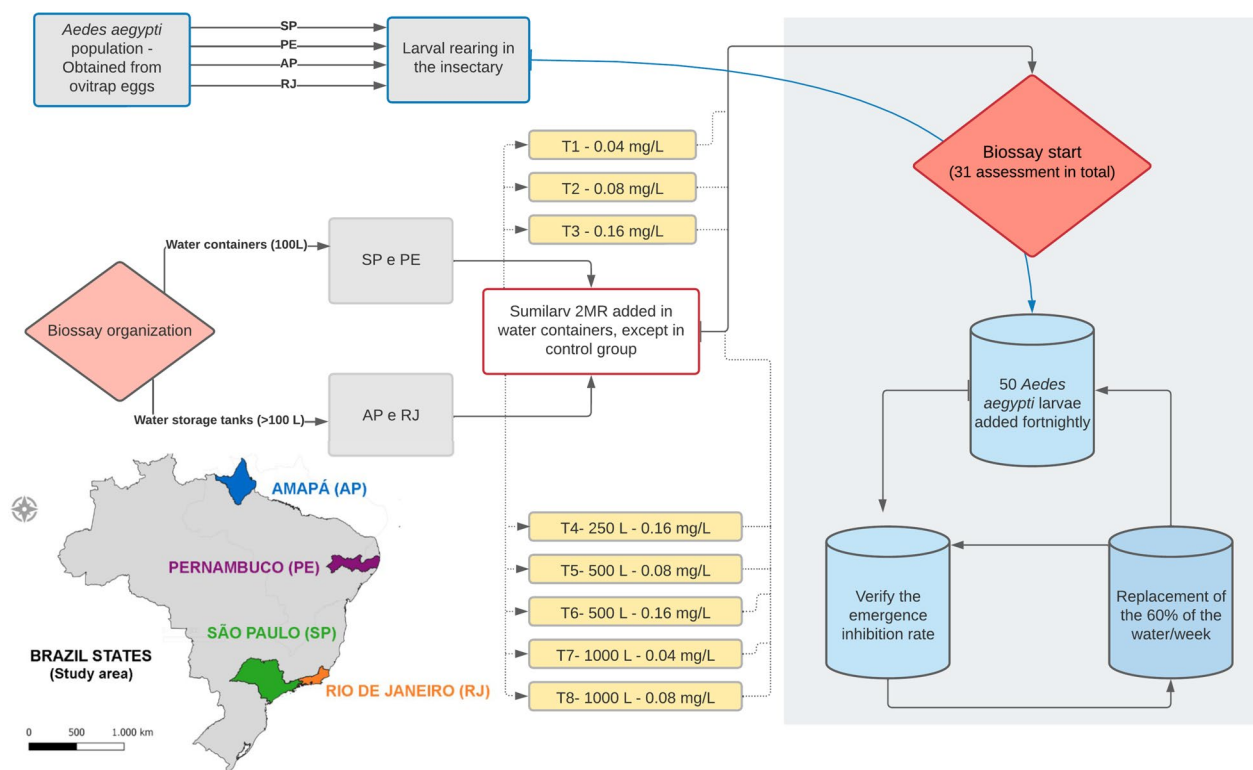 Aedes aegypti
population -
Obtained from
ovitrap eggs
SP
PE
AP
RJ
Larval rearing in
the insectary
T1 - 0.04 mg/L
T2 - 0.08 mg/L
T3 - 0.16 mg/L
Biossay start
(31 assessment in total)
Biossay organization
Water containers (100L)
SP e PE
Water storage tanks (>100 L)
AP e RJ
Sumilarv 2MR added in
water containers, except in
control group
50 Aedes
aegypti larvae
added fortnightly
Verify the
emergence
inhibition rate
Replacement of
the 60% of the
water/week
T4- 250 L - 0.16 mg/L
T5- 500 L - 0.08 mg/L
T6- 500 L - 0.16 mg/L
T7- 1000 L - 0.04 mg/L
T8- 1000 L - 0.08 mg/L
AMAPÁ (AP)
PERNAMBUCO (PE)
SÃO PAULO (SP)
RIO DE JANEIRO (RJ)
BRAZIL STATES
(Study area)
0 500 1.000 km